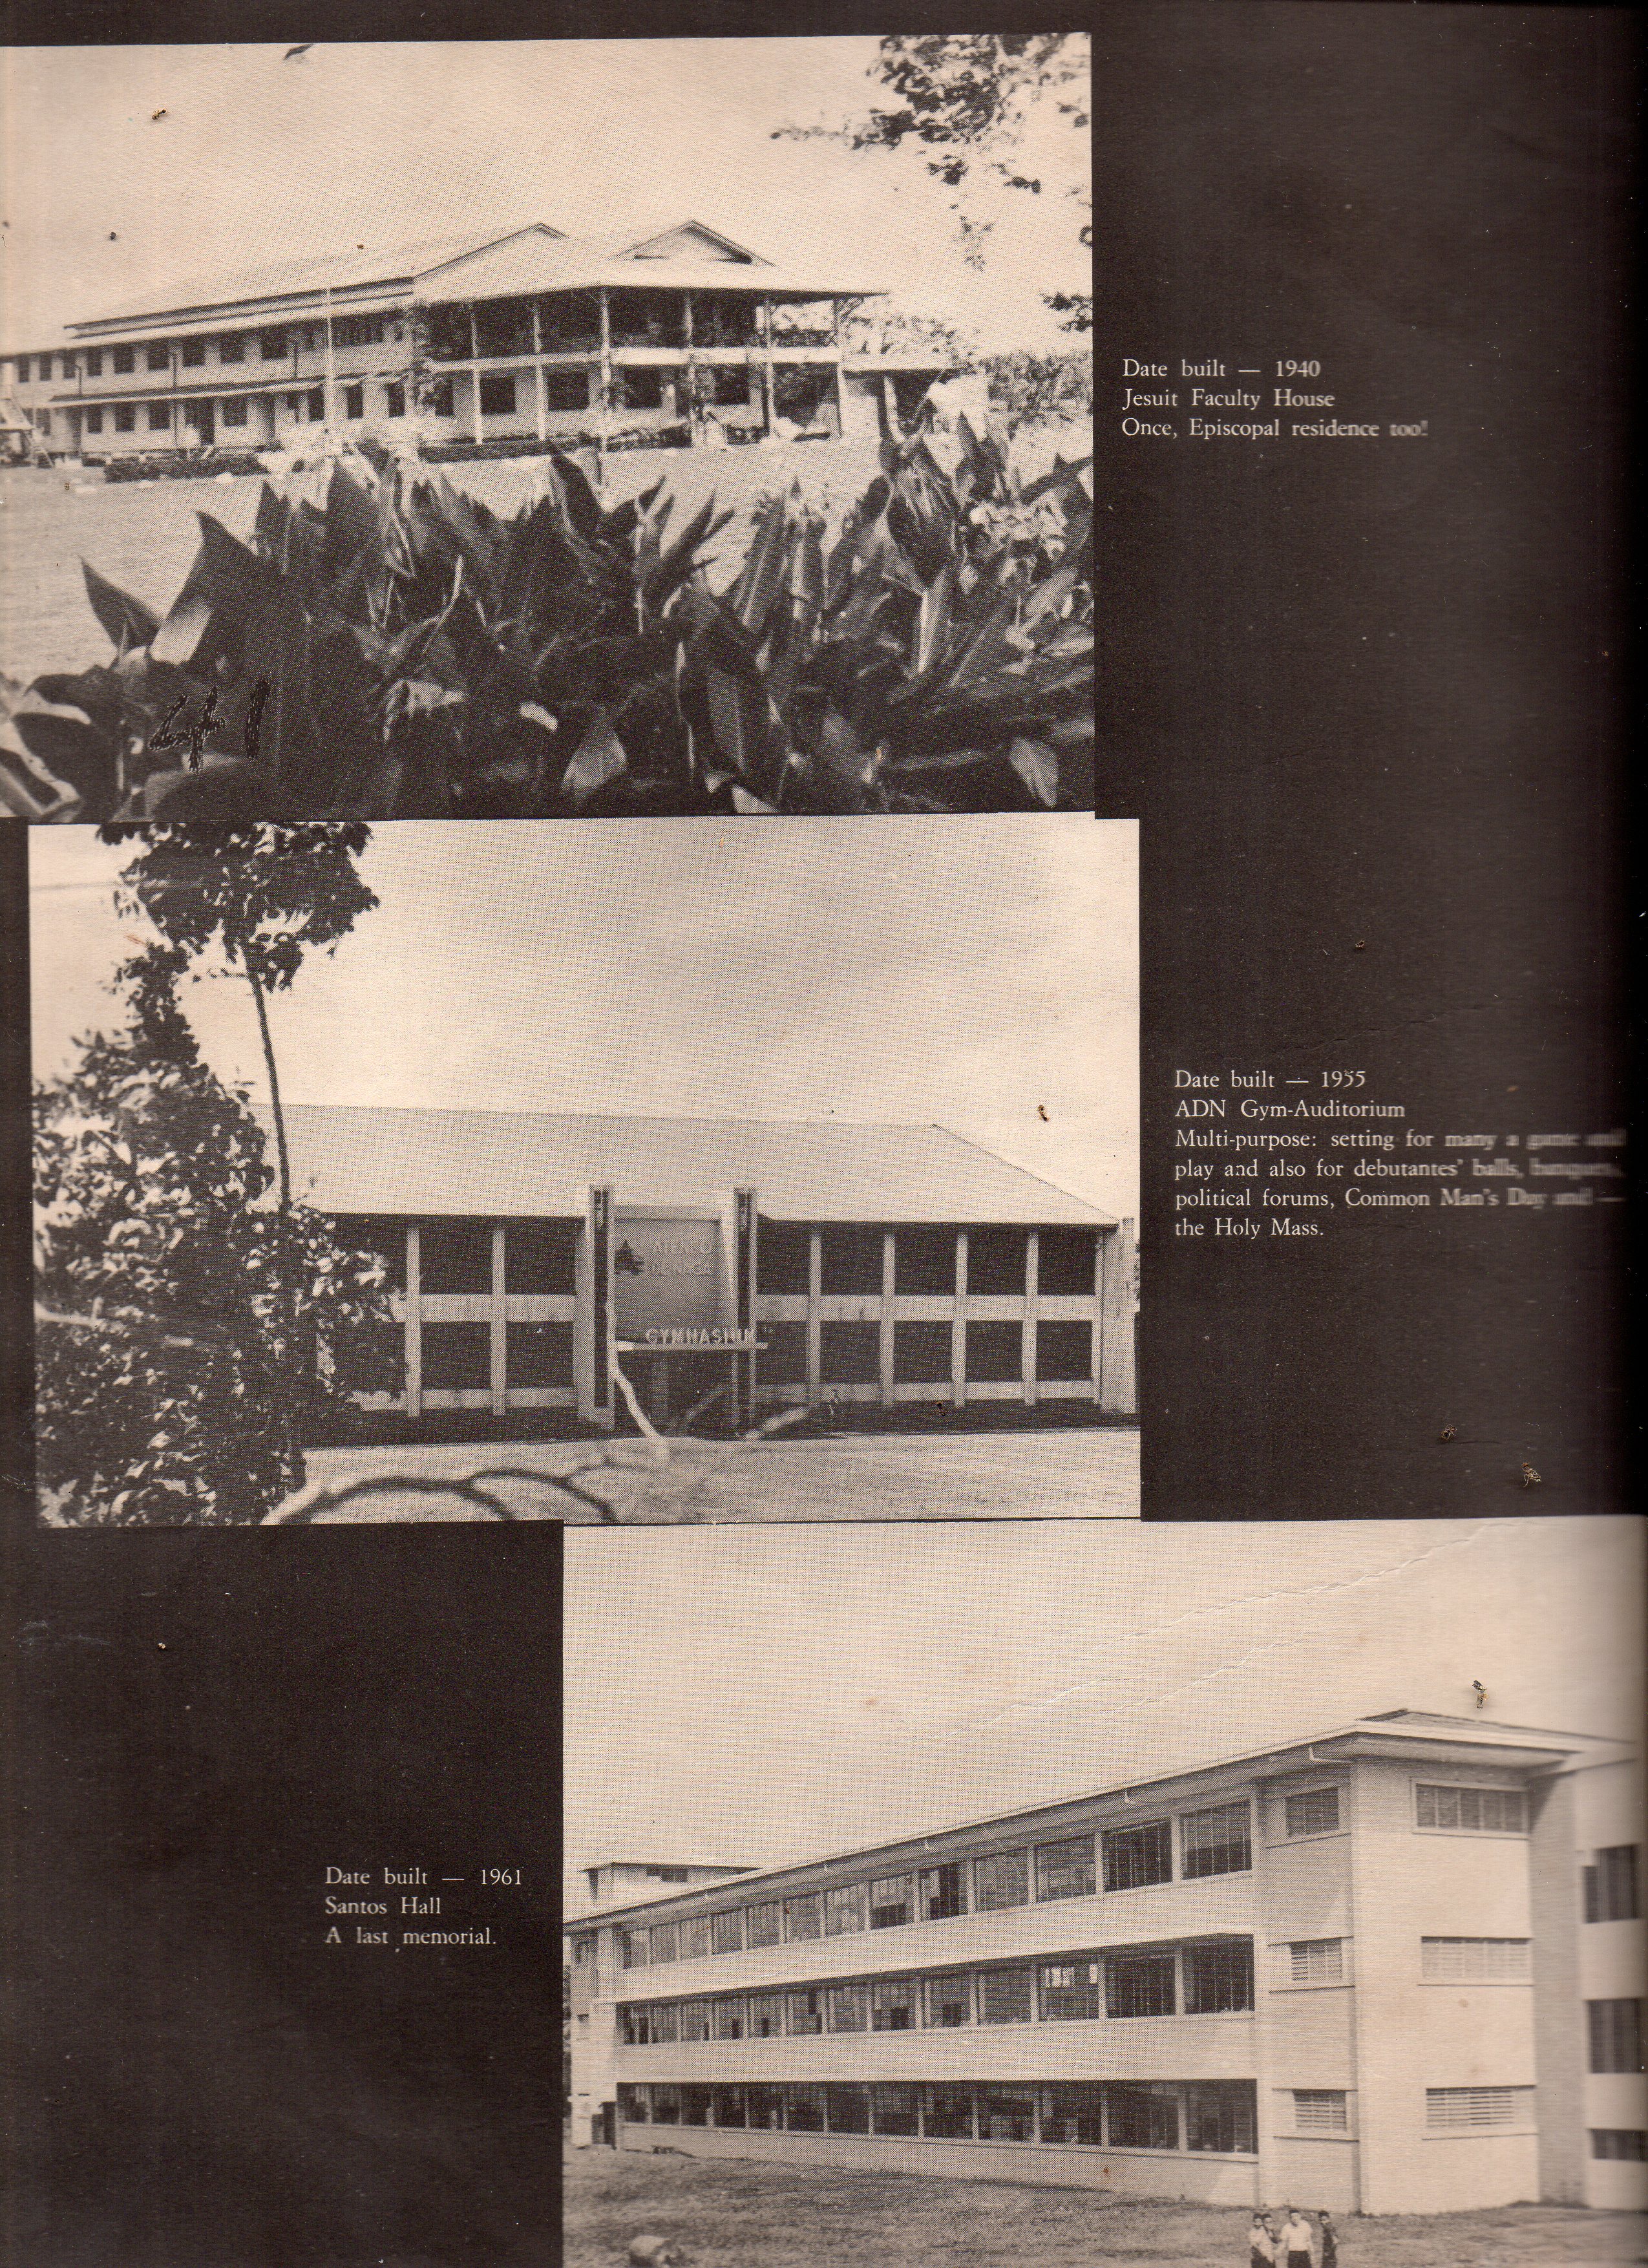 Date built — 1940
Jesuit Faculty House
Once, Episcopal residence too!
41
ATENEO
DE NAGA
GYMNASIUM
Date built — 1955
ADN Gym-Auditorium
Multi-purpose: setting for many a game and
play and also for debutantes' balls, banquets,
political forums, Common Man's Day and —
the Holy Mass.
Date built — 1961
Santos Hall
A last memorial.